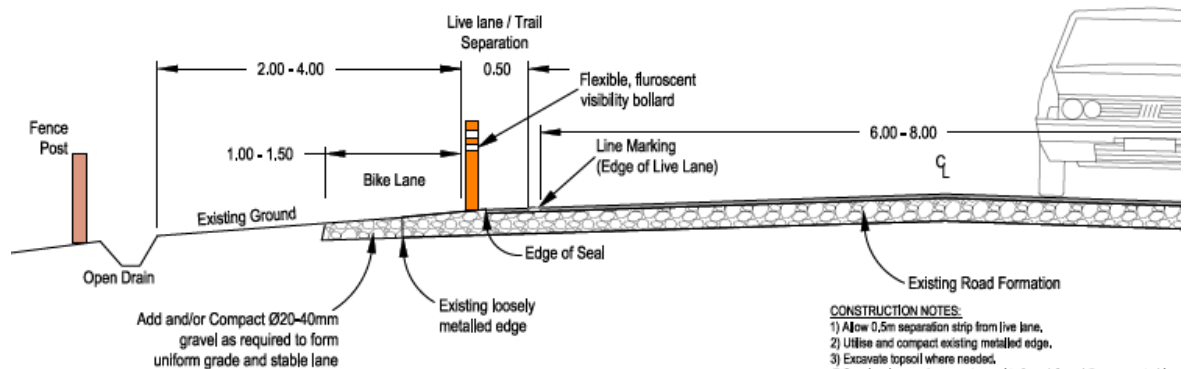 Live lane / Trail
Separation
2.00 - 4.00
0.50
Flexible, fluroscent
visibility bollard
Fence
Post
1.00 - 1.50
Bike Lane
Line Marking
(Edge of Live Lane)
6.00 - 8.00
CL
Existing Ground
Open Drain
Edge of Seal
Existing Road Formation
Add and/or Compact Ø20-40mm
gravel as required to form
uniform grade and stable lane
Existing loosely
metalled edge
CONSTRUCTION NOTES:
1) Allow 0.5m separation strip from live lane.
2) Utilise and compact existing metalled edge.
3) Excavate topsoil where needed.